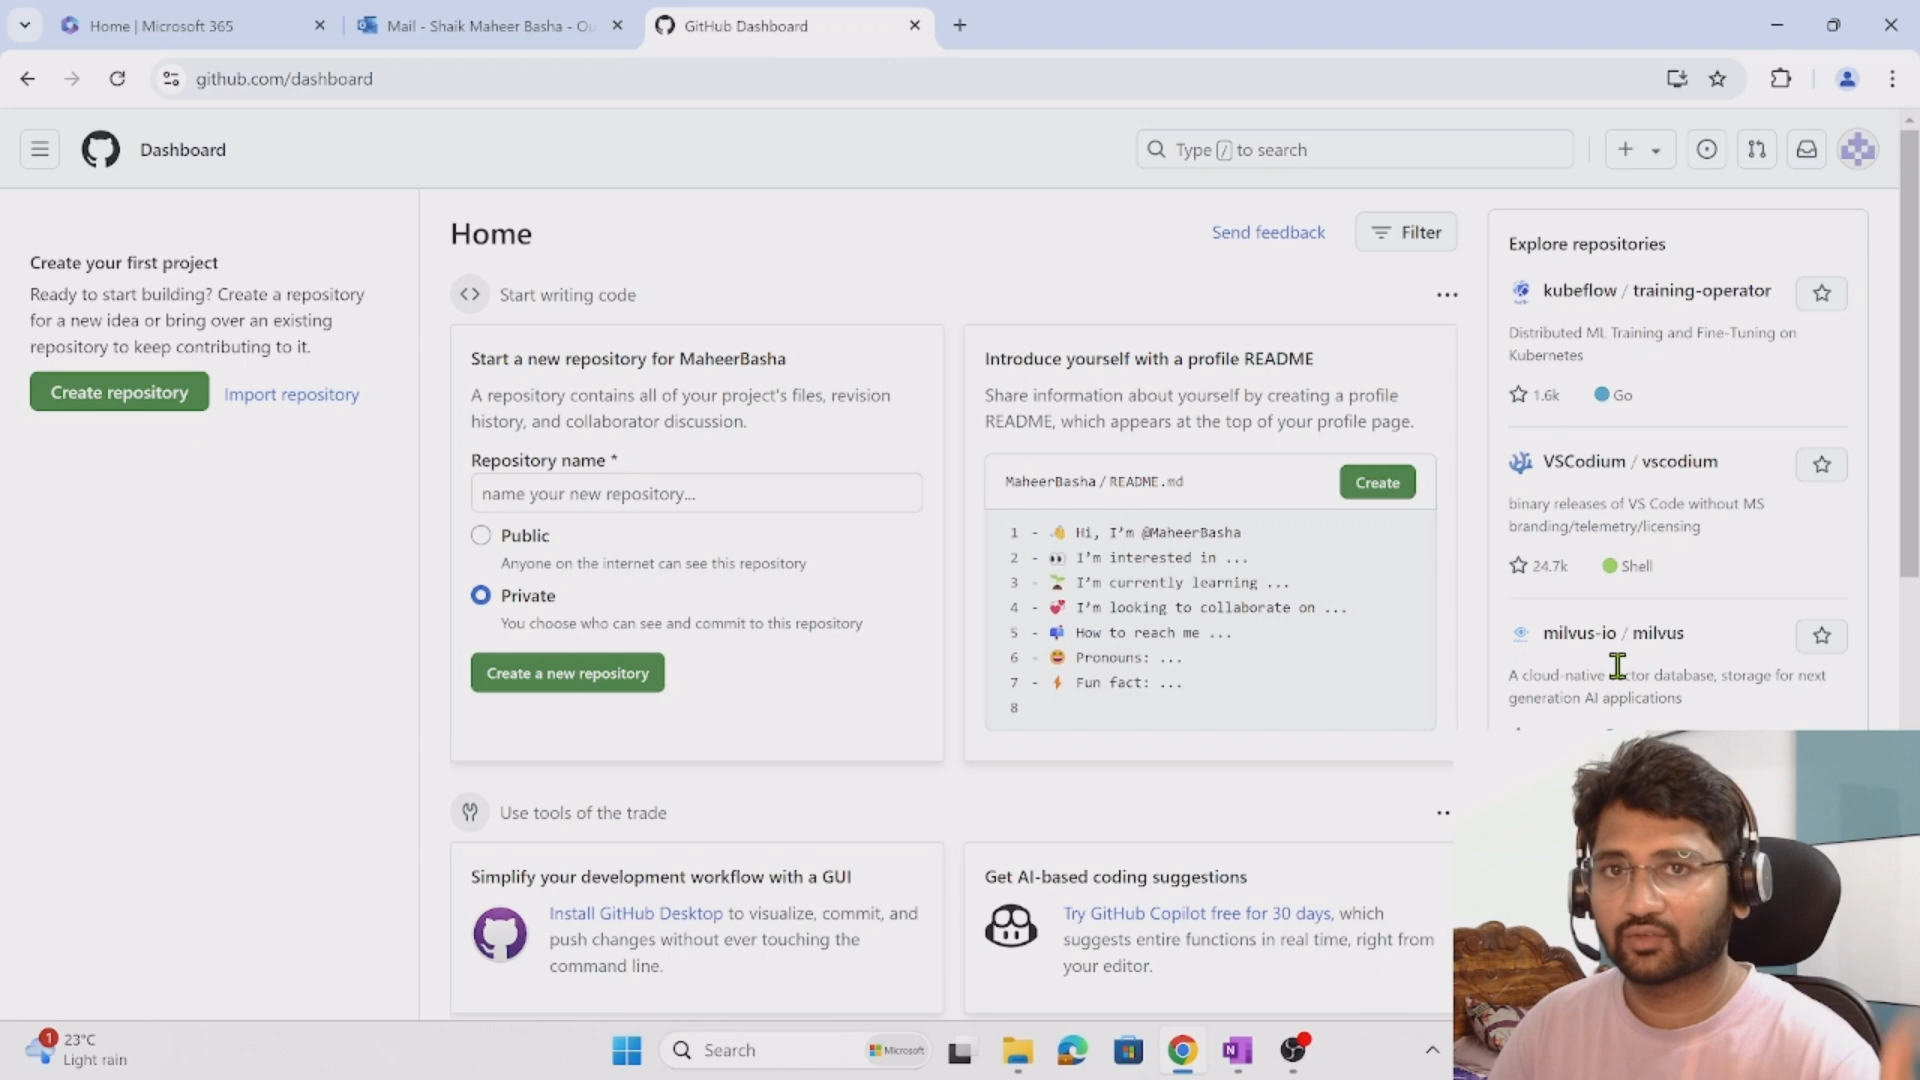 Home | Microsoft 365
Mail - Shaik Maheer Basha - Ou
GitHub Dashboard
github.com/dashboard
Dashboard
Type / to search
Create your first project
Ready to start building? Create a repository
for a new idea or bring over an existing
repository to keep contributing to it.
Create repository
Import repository
Home
Send feedback
Filter
Start writing code
Start a new repository for MaheerBasha
A repository contains all of your project's files, revision
history, and collaborator discussion.
Repository name *
name your new repository...
Public
Anyone on the internet can see this repository
Private
You choose who can see and commit to this repository
Create a new repository
Introduce yourself with a profile README
Share information about yourself by creating a profile
README, which appears at the top of your profile page.
MaheerBasha / README.md
Create
1 - 👋 Hi, I'm @MaheerBasha
2 - 👀 I'm interested in ...
3 - 🌱 I'm currently learning ...
4 - 💞️ I'm looking to collaborate on ...
5 - 📫 How to reach me ...
6 - 😄 Pronouns: ...
7 - ⚡ Fun fact: ...
8
Use tools of the trade
Simplify your development workflow with a GUI
Install GitHub Desktop to visualize, commit, and
push changes without ever touching the
command line.
Get AI-based coding suggestions
Try GitHub Copilot free for 30 days, which
suggests entire functions in real time, right from
your editor.
Explore repositories
kubeflow / training-operator
Distributed ML Training and Fine-Tuning on
Kubernetes
1.6k
Go
VSCodium / vscodium
binary releases of VS Code without MS
branding/telemetry/licensing
24.7k
Shell
milvus-io / milvus
A cloud-native database, storage for next
generation AI applications
1
23°C
Light rain
Search
Microsoft